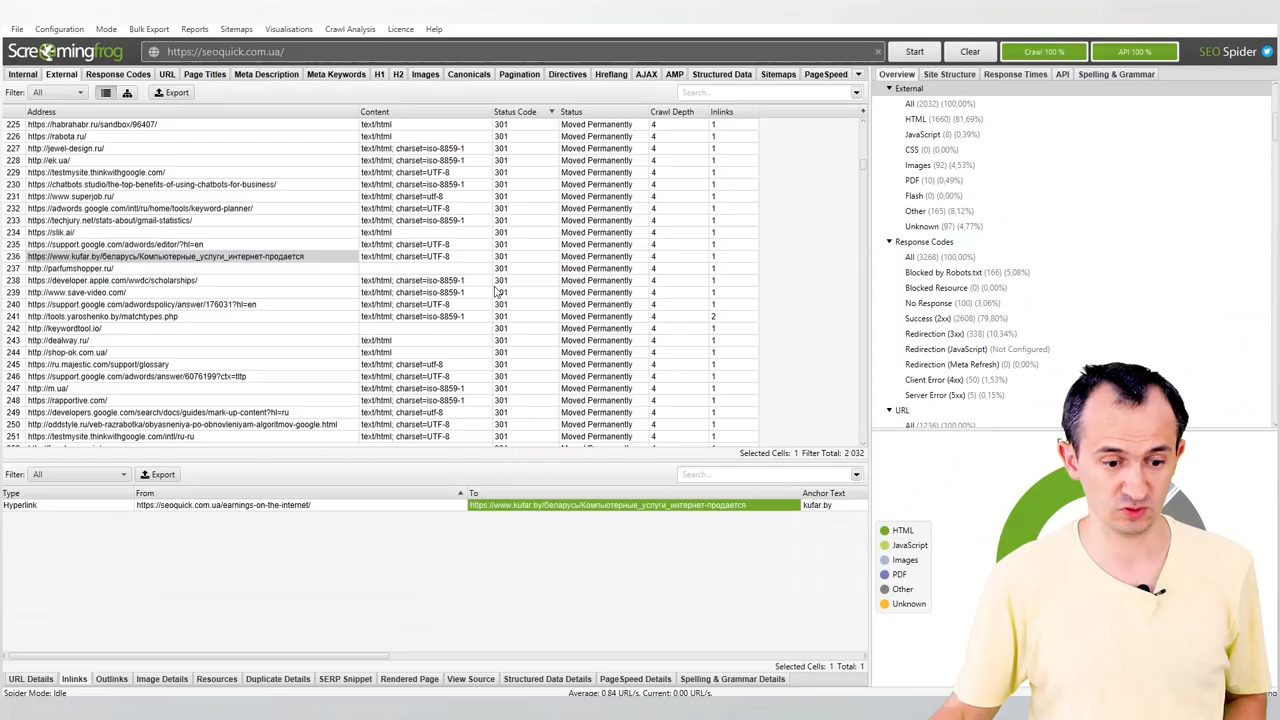 File Configuration Mode Bulk Export Reports Sitemaps Visualisations Crawl Analysis Licence Help
Screamingfrog https://seoquick.com.ua/ Start Clear Crawl 100 % API 100 % SEO Spider
Internal External Response Codes URL Page Titles Meta Description Meta Keywords H1 H2 Images Canonicals Pagination Directives Hreflang AJAX AMP Structured Data Sitemaps PageSpeed
Filter: All Export Search...
Address Content Status Code Status Crawl Depth Inlinks
225 https://habrahabr.ru/sandbox/96407/ text/html 301 Moved Permanently 4 1
226 https://rabota.ru/ text/html 301 Moved Permanently 4 1
227 http://jewel-design.ru/ text/html; charset=iso-8859-1 301 Moved Permanently 4 1
228 http://ek.ua/ text/html; charset=iso-8859-1 301 Moved Permanently 4 1
229 https://testmysite.thinkwithgoogle.com/ text/html; charset=UTF-8 301 Moved Permanently 4 1
230 https://chatbots.studio/the-top-benefits-of-using-chatbots-for-business/ text/html; charset=iso-8859-1 301 Moved Permanently 4 1
231 https://www.superjob.ru/ text/html; charset=utf-8 301 Moved Permanently 4 1
232 https://adwords.google.com/intl/ru/home/tools/keyword-planner/ text/html; charset=UTF-8 301 Moved Permanently 4 1
233 https://techjury.net/stats-about/gmail-statistics/ text/html; charset=iso-8859-1 301 Moved Permanently 4 1
234 https://slik.ai/ text/html 301 Moved Permanently 4 1
235 https://support.google.com/adwords/editor/?hl=en text/html; charset=UTF-8 301 Moved Permanently 4 1
236 https://www.kufar.by/беларусь/Компьютерные_услуги_интернет-продается text/html; charset=UTF-8 301 Moved Permanently 4 1
237 http://parfumshopper.ru/ 301 Moved Permanently 4 1
238 https://developer.apple.com/wwdc/scholarships/ text/html; charset=iso-8859-1 301 Moved Permanently 4 1
239 http://www.save-video.com/ text/html; charset=iso-8859-1 301 Moved Permanently 4 1
240 https://support.google.com/adwordspolicy/answer/176031?hl=en text/html; charset=UTF-8 301 Moved Permanently 4 1
241 http://tools.yaroshenko.by/matchtypes.php text/html; charset=iso-8859-1 301 Moved Permanently 4 2
242 http://keywordtool.io/ 301 Moved Permanently 4 1
243 http://dealway.ru/ text/html 301 Moved Permanently 4 1
244 http://shop-ok.com.ua/ text/html 301 Moved Permanently 4 1
245 https://ru.majestic.com/support/glossary text/html; charset=utf-8 301 Moved Permanently 4 1
246 https://support.google.com/adwords/answer/6076199?ctx=tltp text/html; charset=UTF-8 301 Moved Permanently 4 1
247 http://m.ua/ text/html; charset=iso-8859-1 301 Moved Permanently 4 1
248 https://rapportive.com/ text/html; charset=iso-8859-1 301 Moved Permanently 4 1
249 https://developers.google.com/search/docs/guides/mark-up-content?hl=ru text/html; charset=utf-8 301 Moved Permanently 4 1
250 http://oddstyle.ru/veb-razrabotka/obyasneniya-po-obnovleniyam-algoritmov-google.html text/html; charset=UTF-8 301 Moved Permanently 4 1
251 https://testmysite.thinkwithgoogle.com/intl/ru-ru text/html; charset=UTF-8 301 Moved Permanently 4 1
Selected Cells: 1 Filter Total: 2 032
Filter: All Export Search...
Type From To Anchor Text
Hyperlink https://seoquick.com.ua/earnings-on-the-internet/ https://www.kufar.by/беларусь/Компьютерные_услуги_интернет-продается kufar.by
Selected Cells: 1 Total: 1
URL Details Inlinks Outlinks Image Details Resources Duplicate Details SERP Snippet Rendered Page View Source Structured Data Details PageSpeed Details Spelling & Grammar Details
Spider Mode: Idle Average: 0.84 URL/s. Current: 0.00 URL/s.
Overview Site Structure Response Times API Spelling & Grammar
External
All (2032) (100,00%)
HTML (1660) (81,69%)
JavaScript (8) (0,39%)
CSS (0) (0,00%)
Images (92) (4,53%)
PDF (10) (0,49%)
Flash (0) (0,00%)
Other (165) (8,12%)
Unknown (97) (4,77%)
Response Codes
All (3268) (100,00%)
Blocked by Robots.txt (166) (5,08%)
Blocked Resource (0) (0,00%)
No Response (100) (3,06%)
Success (2xx) (2608) (79,80%)
Redirection (3xx) (338) (10,34%)
Redirection (JavaScript) (Not Configured)
Redirection (Meta Refresh) (0) (0,00%)
Client Error (4xx) (50) (1,53%)
Server Error (5xx) (5) (0,15%)
URL
All (1236) (100,00%)
HTML
JavaScript
Images
PDF
Other
Unknown